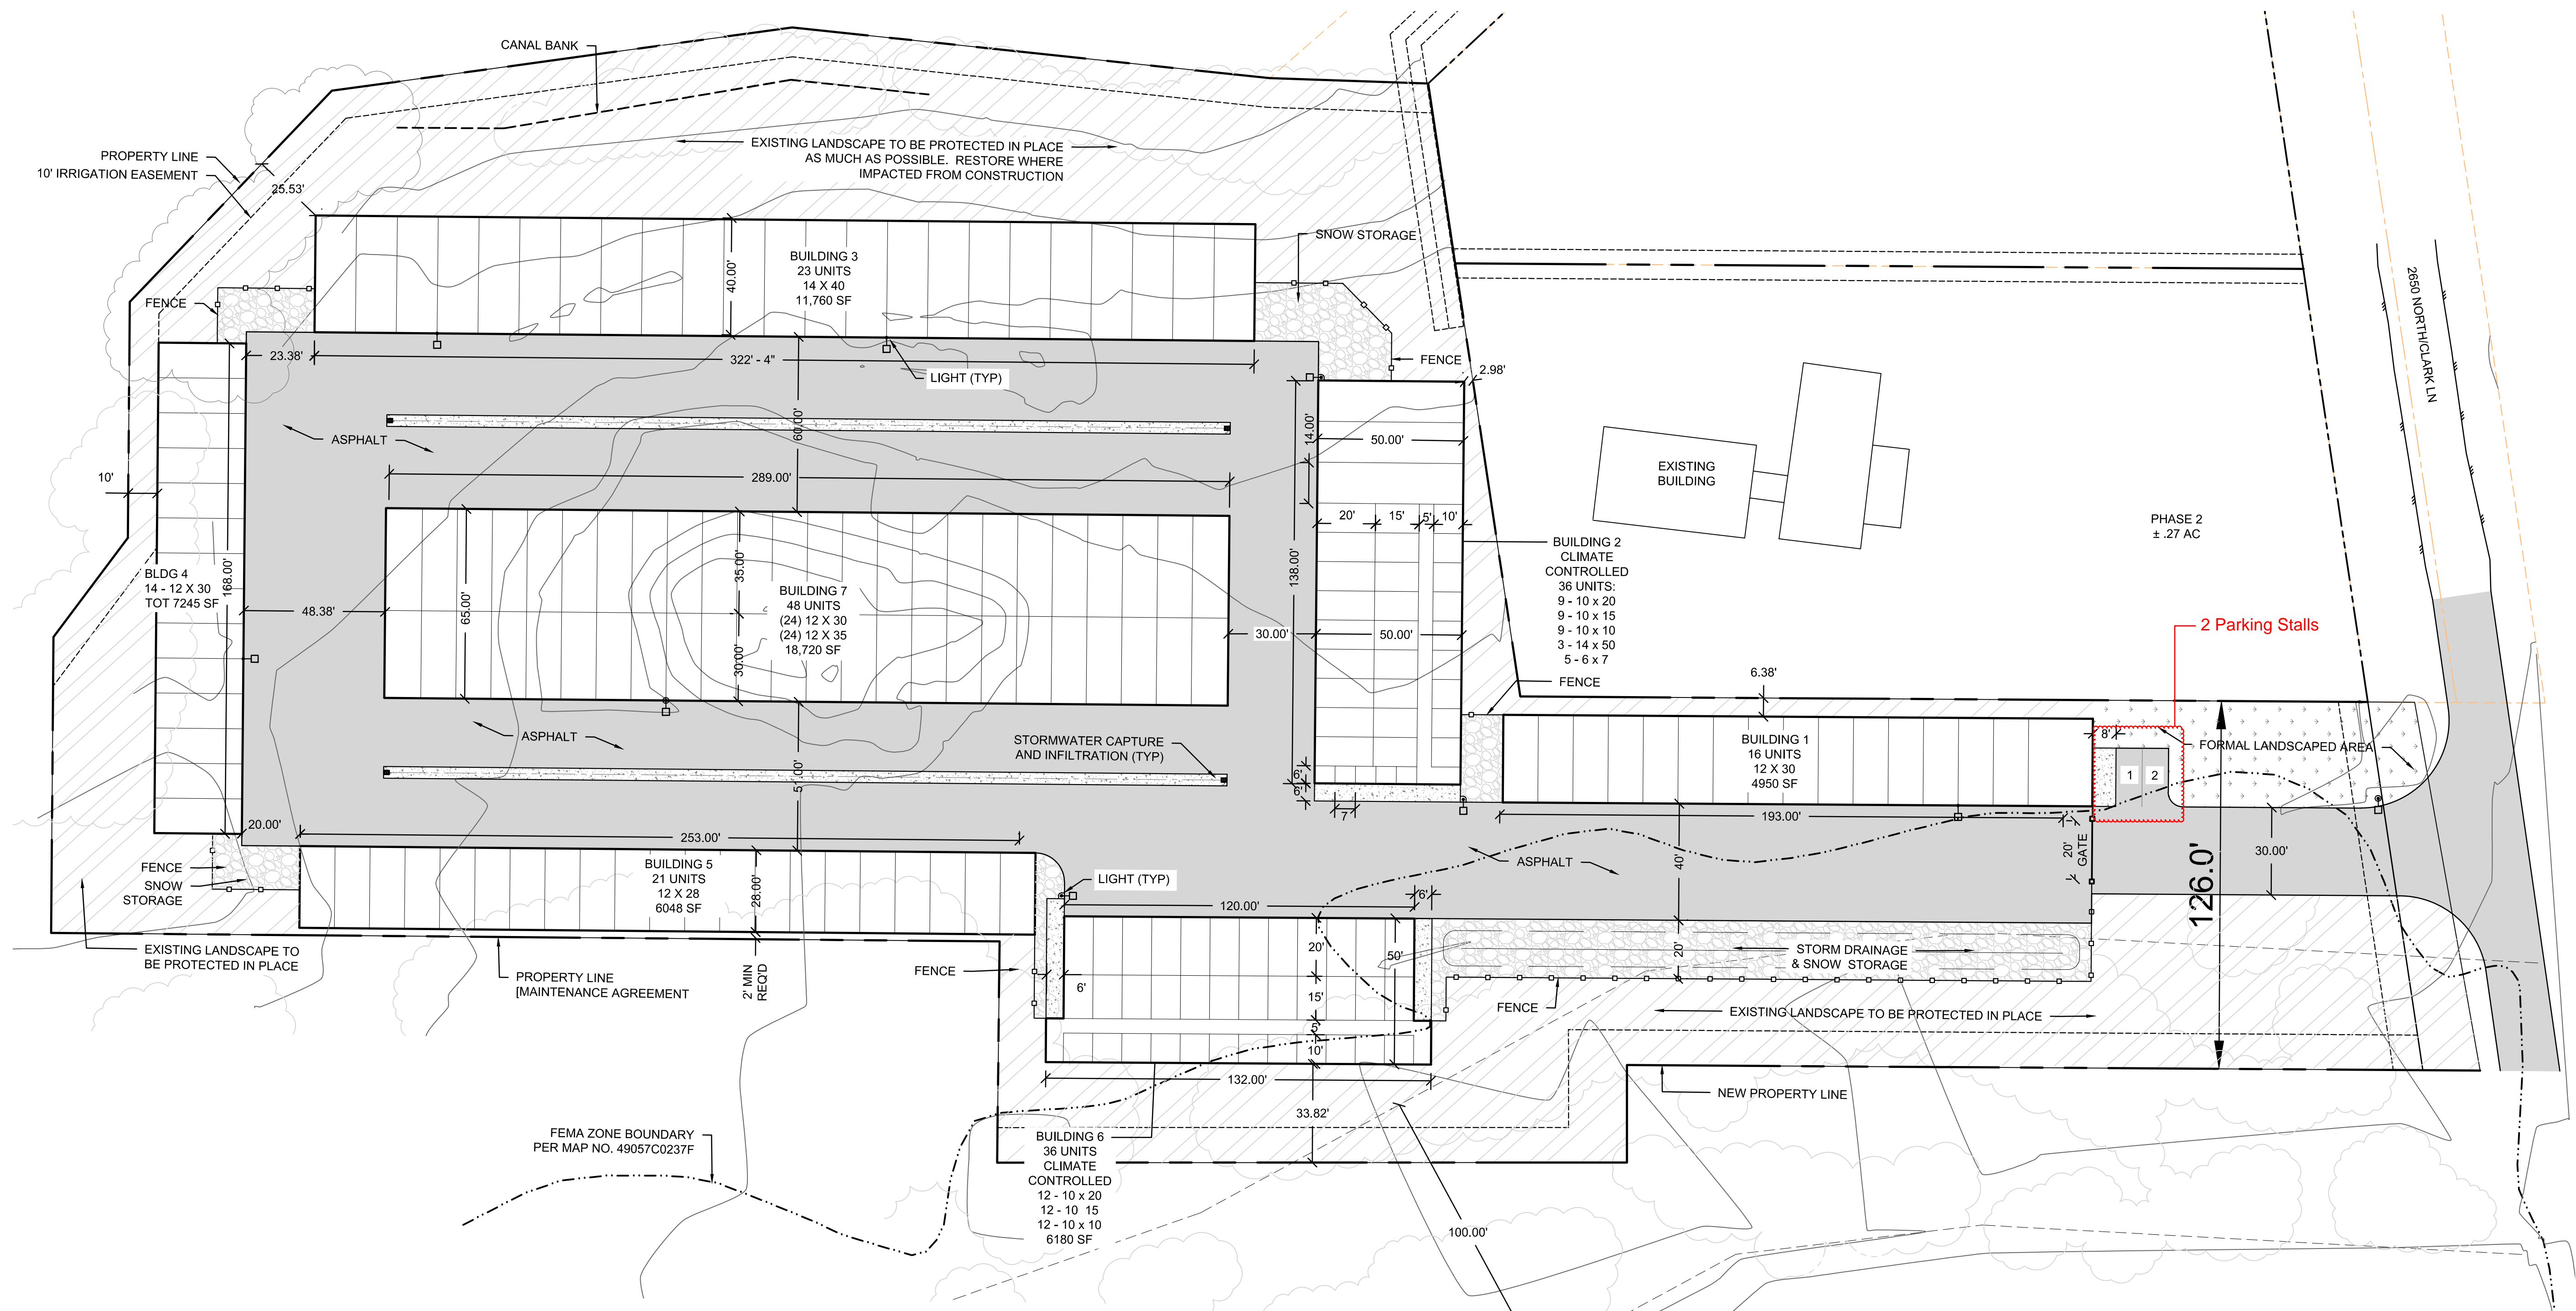 CANAL BANK
PROPERTY LINE
10' IRRIGATION EASEMENT
25.53'
EXISTING LANDSCAPE TO BE PROTECTED IN PLACE
AS MUCH AS POSSIBLE. RESTORE WHERE
IMPACTED FROM CONSTRUCTION
SNOW STORAGE
2650 NORTH/CLARK LN
FENCE
40.00'
BUILDING 3
23 UNITS
14 X 40
11,760 SF
23.38'
322' - 4"
LIGHT (TYP)
FENCE
2.98'
ASPHALT
60.00'
14.00'
50.00'
10'
289.00'
EXISTING
BUILDING
20'
15'
5'
10'
PHASE 2
± .27 AC
BLDG 4
14 - 12 X 30
TOT 7245 SF
168.00'
48.38'
65.00'
35.00'
30.00'
BUILDING 7
48 UNITS
(24) 12 X 30
(24) 12 X 35
18,720 SF
138.00'
30.00'
50.00'
BUILDING 2
CLIMATE
CONTROLLED
36 UNITS:
9 - 10 x 20
9 - 10 x 15
9 - 10 x 10
3 - 14 x 50
5 - 6 x 7
2 Parking Stalls
FENCE
6.38'
ASPHALT
STORMWATER CAPTURE
AND INFILTRATION (TYP)
BUILDING 1
16 UNITS
12 X 30
4950 SF
8'
FORMAL LANDSCAPED AREA
1
2
6'
7
193.00'
20.00'
253.00'
ASPHALT
40'
20'
GATE
126.0'
30.00'
FENCE
SNOW
STORAGE
BUILDING 5
21 UNITS
12 X 28
6048 SF
28.00'
LIGHT (TYP)
120.00'
6'
EXISTING LANDSCAPE TO
BE PROTECTED IN PLACE
PROPERTY LINE
[MAINTENANCE AGREEMENT
2' MIN
REQ'D
FENCE
6'
20'
50'
15'
5'
10'
STORM DRAINAGE
& SNOW STORAGE
20'
FENCE
EXISTING LANDSCAPE TO BE PROTECTED IN PLACE
132.00'
33.82'
NEW PROPERTY LINE
FEMA ZONE BOUNDARY
PER MAP NO. 49057C0237F
BUILDING 6
36 UNITS
CLIMATE
CONTROLLED
12 - 10 x 20
12 - 10 15
12 - 10 x 10
6180 SF
100.00'